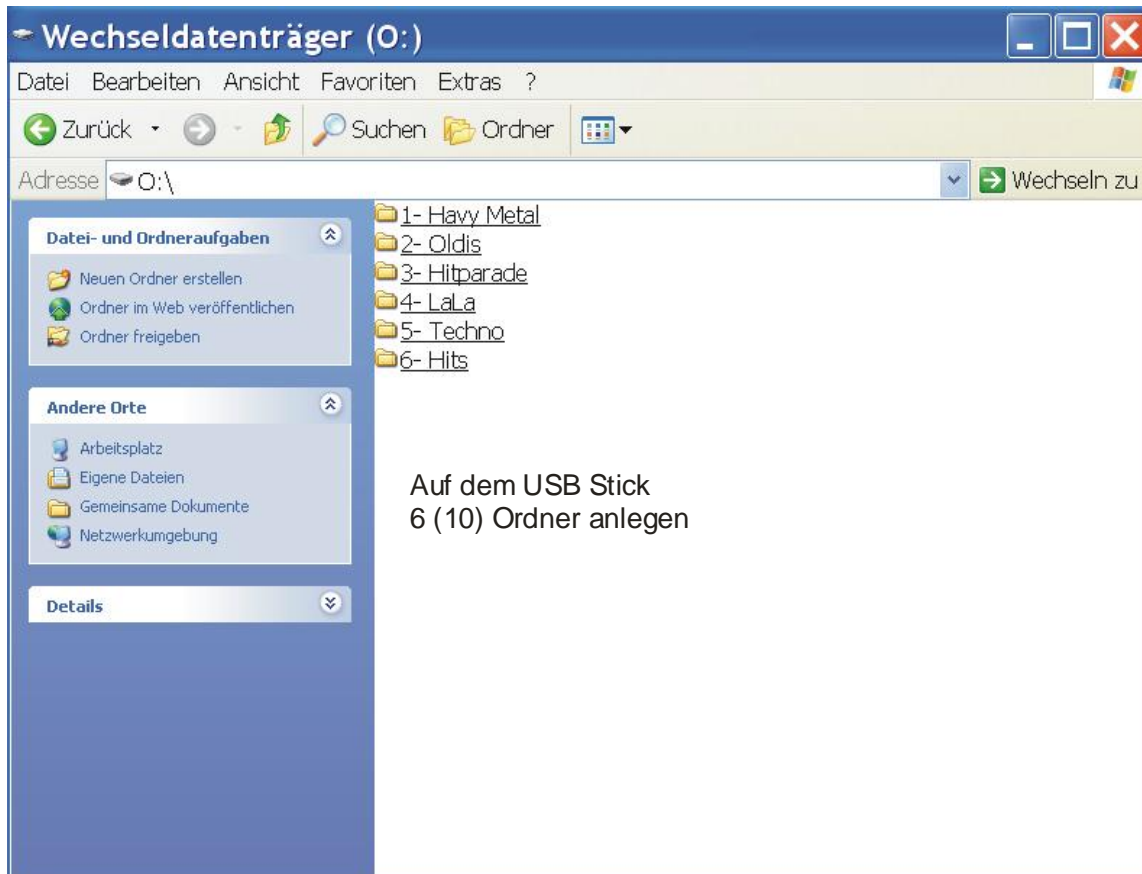 Wechseldatenträger (O:)
Datei Bearbeiten Ansicht Favoriten Extras ?
Zurück Suchen Ordner
Adresse O:\ Wechseln zu
Datei- und Ordneraufgaben
Neuen Ordner erstellen
Ordner im Web veröffentlichen
Ordner freigeben
Andere Orte
Arbeitsplatz
Eigene Dateien
Gemeinsame Dokumente
Netzwerkumgebung
Details
1- Havy Metal
2- Oldis
3- Hitparade
4- LaLa
5- Techno
6- Hits
Auf dem USB Stick
6 (10) Ordner anlegen